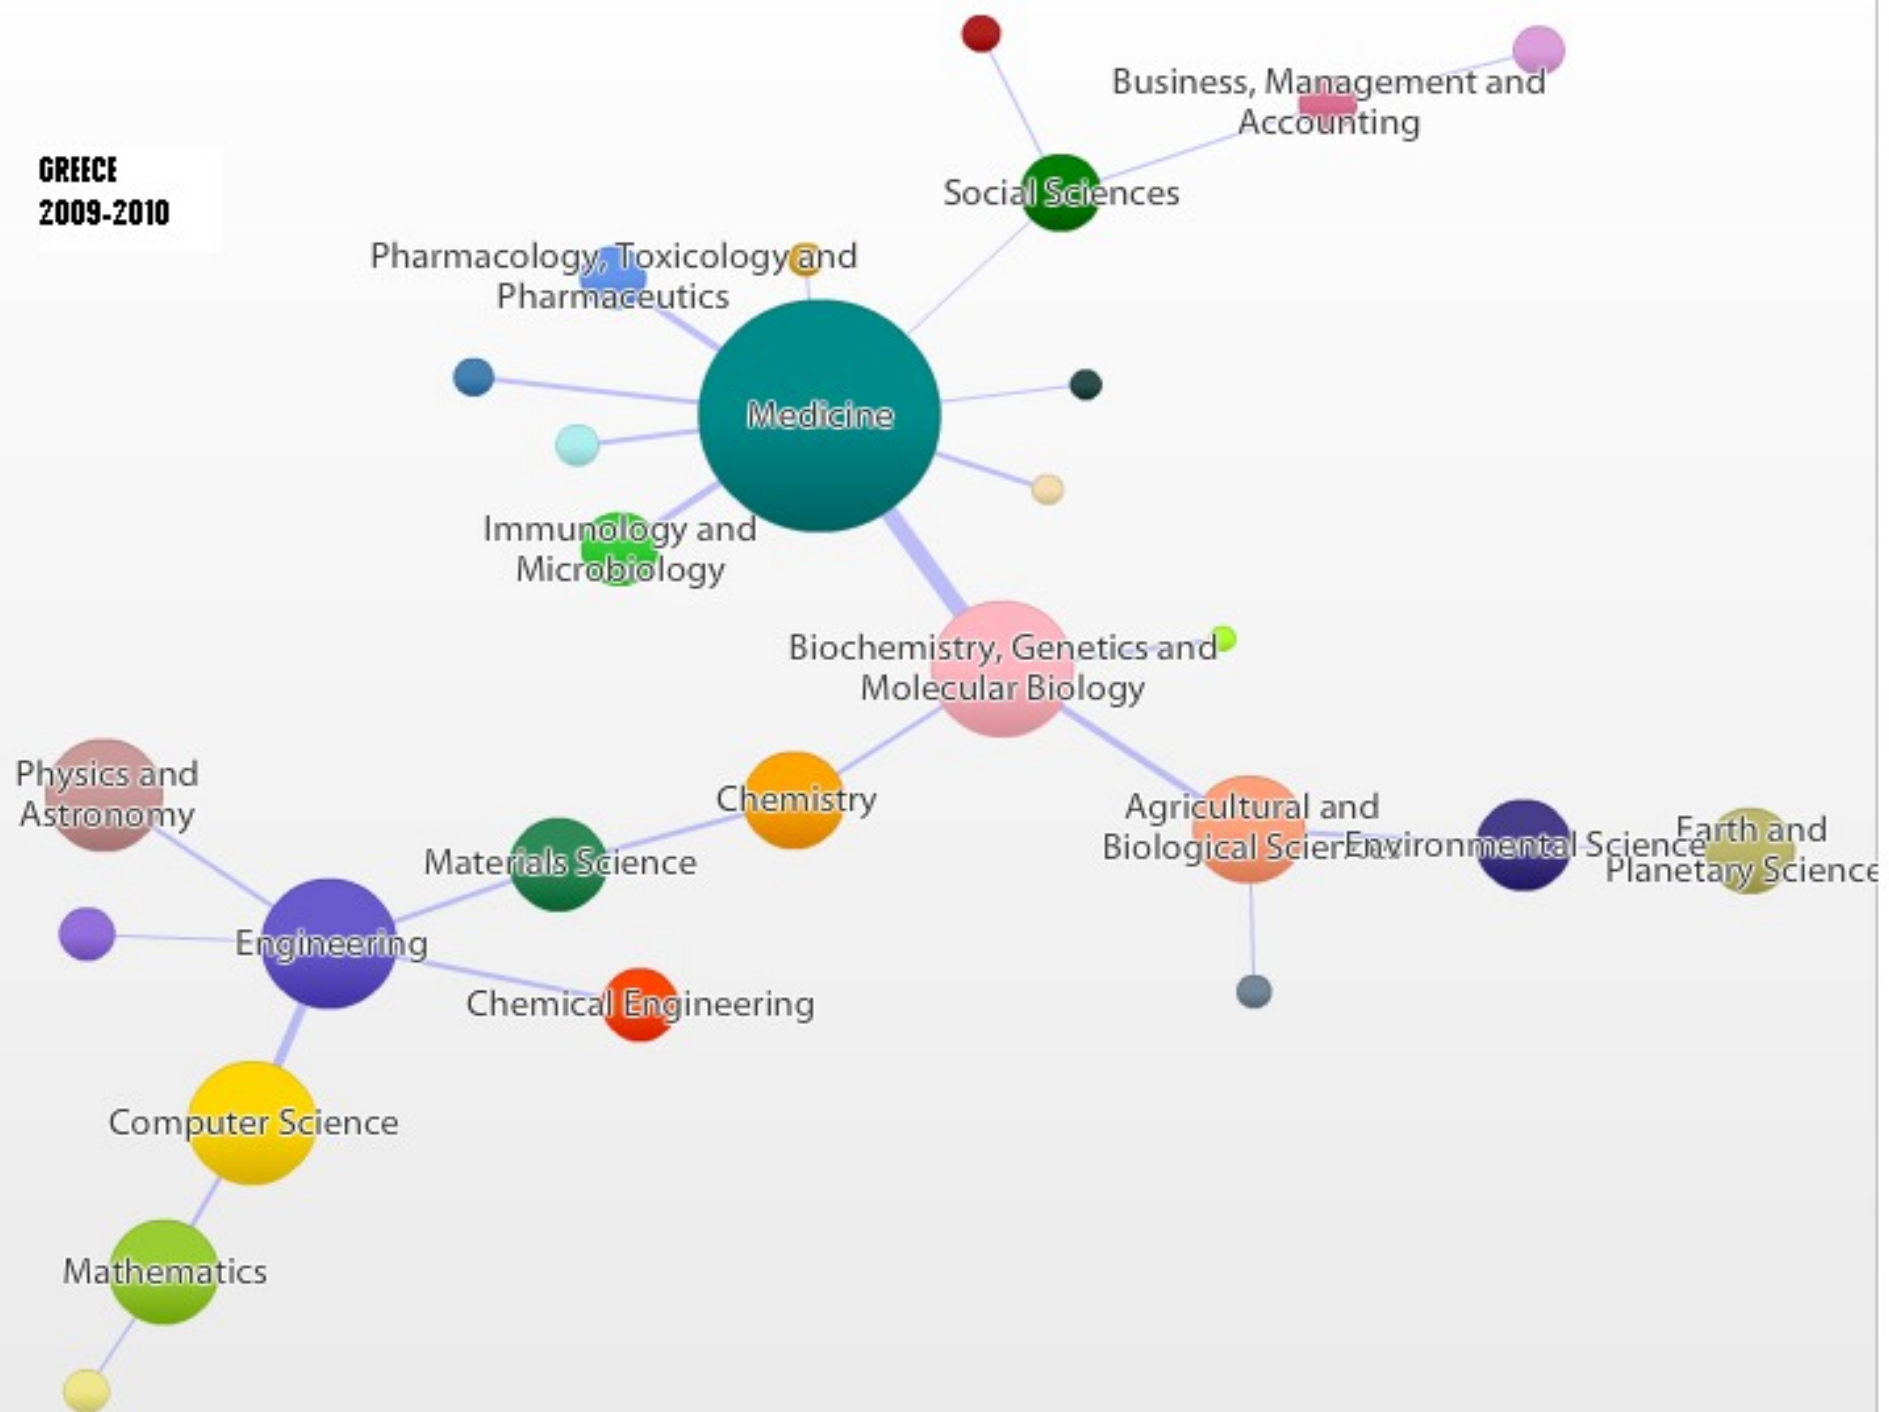 GREECE
2009-2010
Business, Management and
Accounting
Social Sciences
Pharmacology, Toxicology and
Pharmaceutics
Medicine
Immunology and
Microbiology
Biochemistry, Genetics and
Molecular Biology
Physics and
Astronomy
Chemistry
Materials Science
Agricultural and
Biological Sciences
Environmental Science
Earth and
Planetary Science
Engineering
Chemical Engineering
Computer Science
Mathematics